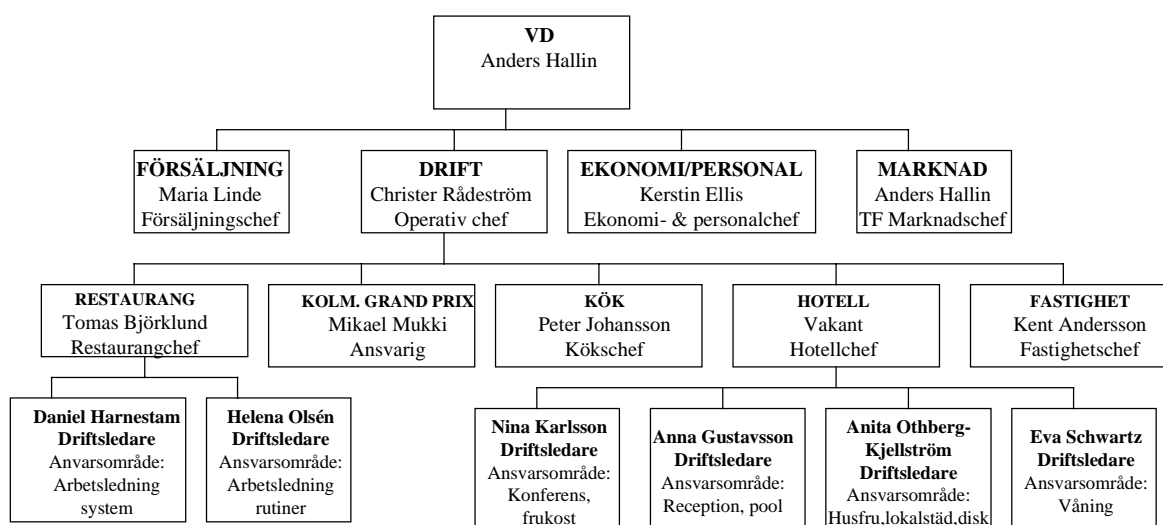 VD
Anders Hallin
FÖRSÄLJNING
Maria Linde
Försäljningschef
DRIFT
Christer Rådeström
Operativ chef
EKONOMI/PERSONAL
Kerstin Ellis
Ekonomi- & personalchef
MARKNAD
Anders Hallin
TF Marknadschef
RESTAURANG
Tomas Björklund
Restaurangchef
KOLM. GRAND PRIX
Mikael Mukki
Ansvarig
KÖK
Peter Johansson
Kökschef
HOTELL
Vakant
Hotellchef
FASTIGHET
Kent Andersson
Fastighetschef
Daniel Harnestam
Driftsledare
Anvarsområde:
Arbetsledning
system
Helena Olsén
Driftsledare
Ansvarsområde:
Arbetsledning
rutiner
Nina Karlsson
Driftsledare
Ansvarsområde:
Konferens,
frukost
Anna Gustavsson
Driftsledare
Ansvarsområde:
Reception, pool
Anita Othberg-
Kjellström
Driftsledare
Ansvarsområde:
Husfru,lokalstäd,disk
Eva Schwartz
Driftsledare
Ansvarsområde:
Våning